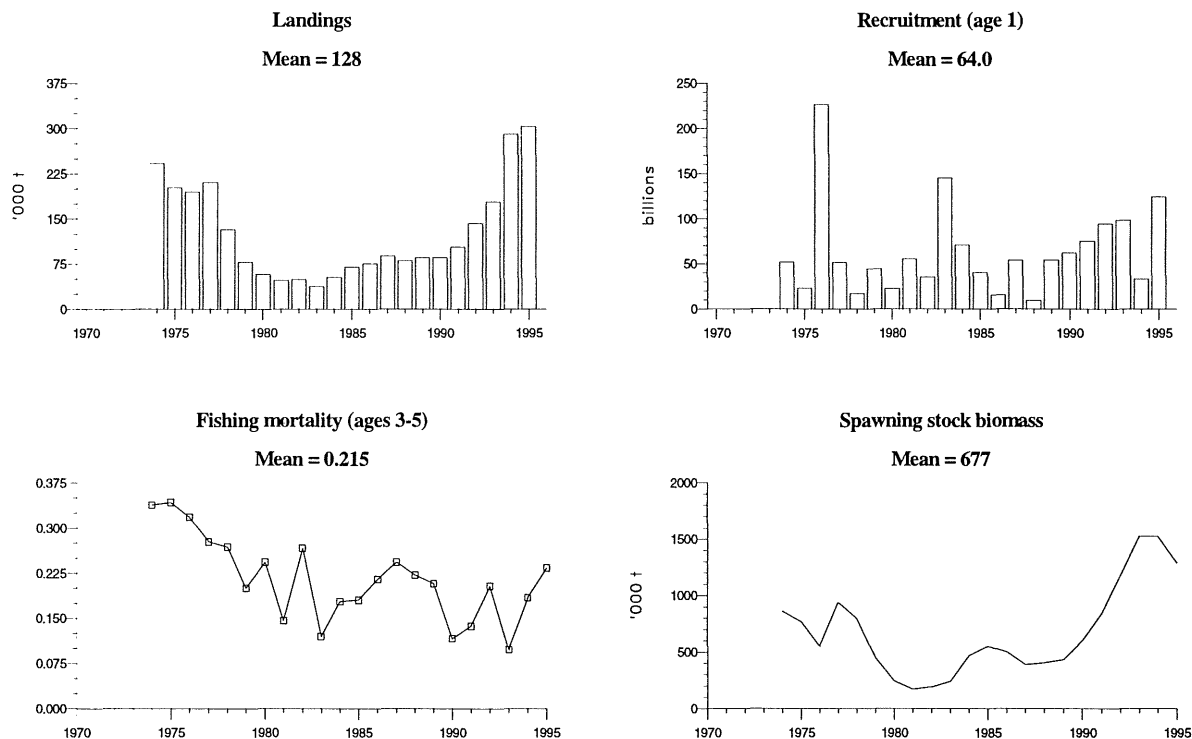 Landings
Mean = 128
375
300
225
150
75
0
'000 t
1970 1975 1980 1985 1990 1995
Recruitment (age 1)
Mean = 64.0
250
200
150
100
50
0
billions
1970 1975 1980 1985 1990 1995
Fishing mortality (ages 3-5)
Mean = 0.215
0.375
0.300
0.225
0.150
0.075
0.000
1970 1975 1980 1985 1990 1995
Spawning stock biomass
Mean = 677
2000
1500
1000
500
0
'000 t
1970 1975 1980 1985 1990 1995